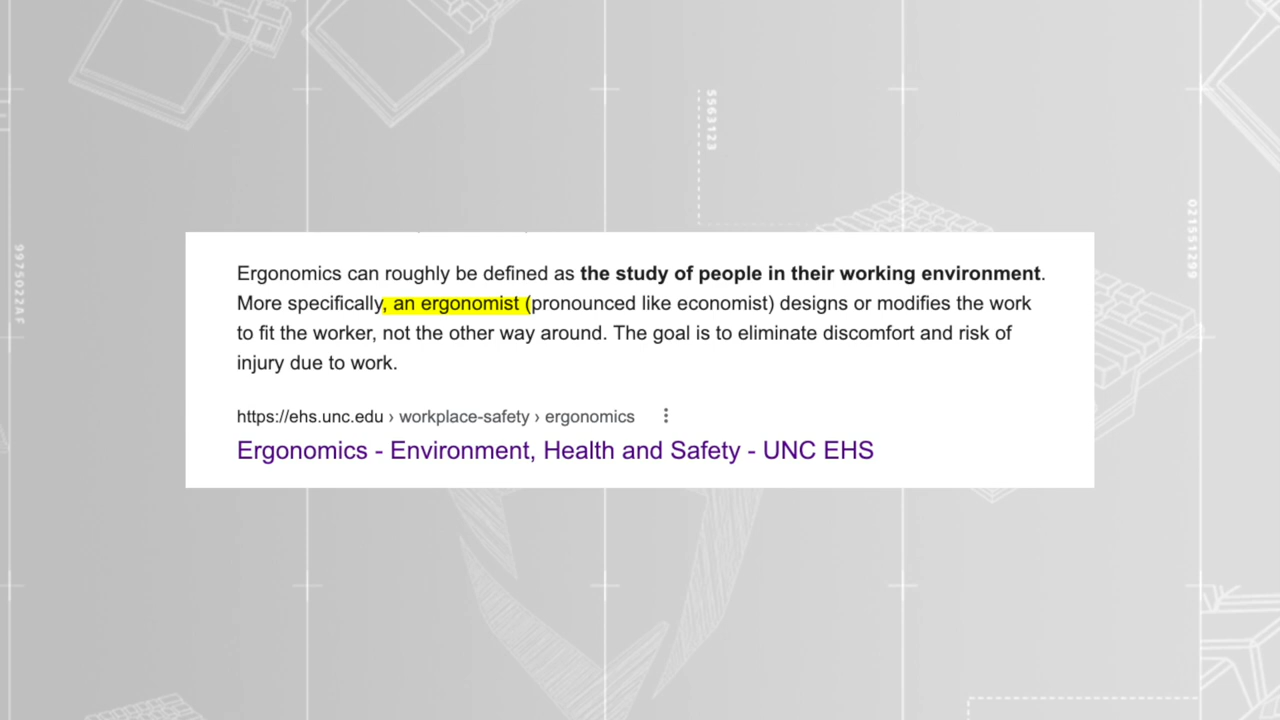 5563123
021551299
9975022AF
Ergonomics can roughly be defined as the study of people in their working environment.
More specifically, an ergonomist (pronounced like economist) designs or modifies the work
to fit the worker, not the other way around. The goal is to eliminate discomfort and risk of
injury due to work.
https://ehs.unc.edu › workplace-safety › ergonomics
Ergonomics - Environment, Health and Safety - UNC EHS